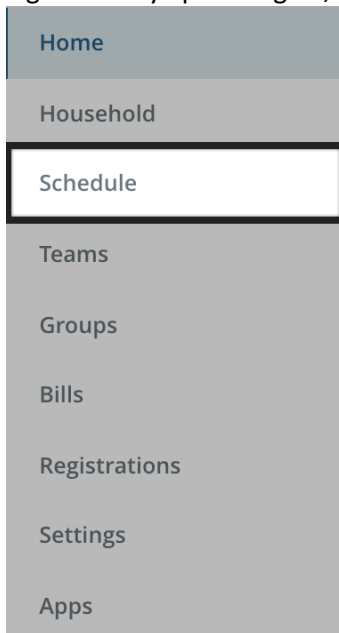 Home
Household
Schedule
Teams
Groups
Bills
Registrations
Settings
Apps